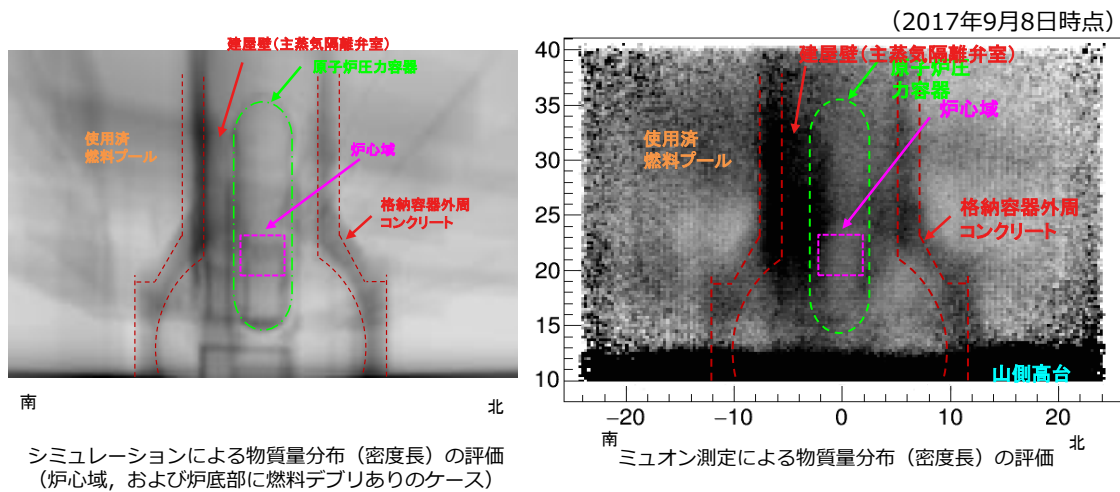 （2017年9月8日時点）
建屋壁（主蒸気隔離弁室）
原子炉圧力容器
使用済
燃料プール
炉心域
格納容器外周
コンクリート
南
北
シミュレーションによる物質量分布（密度長）の評価
（炉心域，および炉底部に燃料デブリありのケース）
建屋壁（主蒸気隔離弁室）
原子炉圧
力容器
炉心域
使用済
燃料プール
格納容器外周
コンクリート
山側高台
40
35
30
25
20
15
10
−20
−10
0
10
20
南
北
ミュオン測定による物質量分布（密度長）の評価